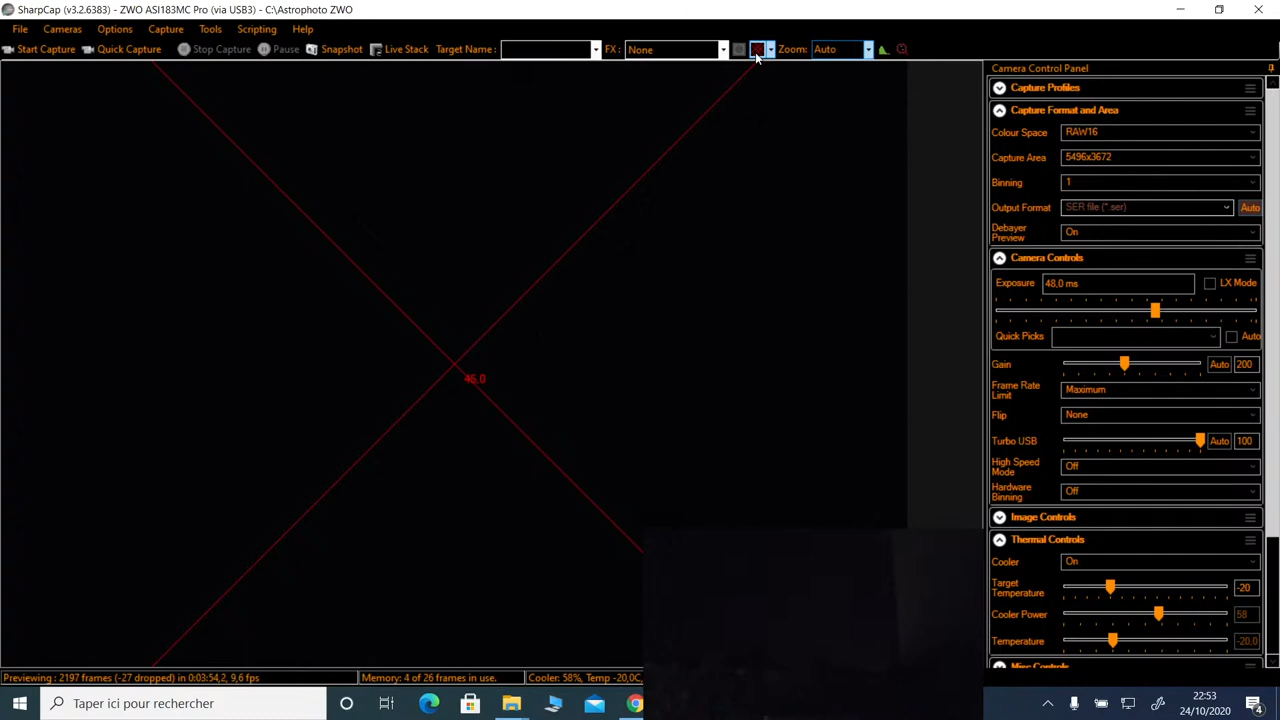 SharpCap (v3.2.6383) - ZWO ASI183MC Pro (via USB3) - C:\Astrophoto ZWO
File Cameras Options Capture Tools Scripting Help
Start Capture Quick Capture Stop Capture Pause Snapshot Live Stack Target Name : FX : None Zoom: Auto
Camera Control Panel
Capture Profiles
Capture Format and Area
Colour Space RAW16
Capture Area 5496x3672
Binning 1
Output Format SER file (*.ser) Auto
Debayer Preview On
Camera Controls
Exposure 48,0 ms LX Mode
Quick Picks Auto
Gain Auto 200
Frame Rate Limit Maximum
Flip None
Turbo USB Auto 100
High Speed Mode Off
Hardware Binning Off
Image Controls
Thermal Controls
Cooler On
Target Temperature -20
Cooler Power 58
Temperature -20,0
Misc Controls
45,0
Previewing : 2197 frames (-27 dropped) in 0:03:54,2, 9,6 fps Memory: 4 of 26 frames in use. Cooler: 58%, Temp -20,0C,
Taper ici pour rechercher
22:53
24/10/2020
4